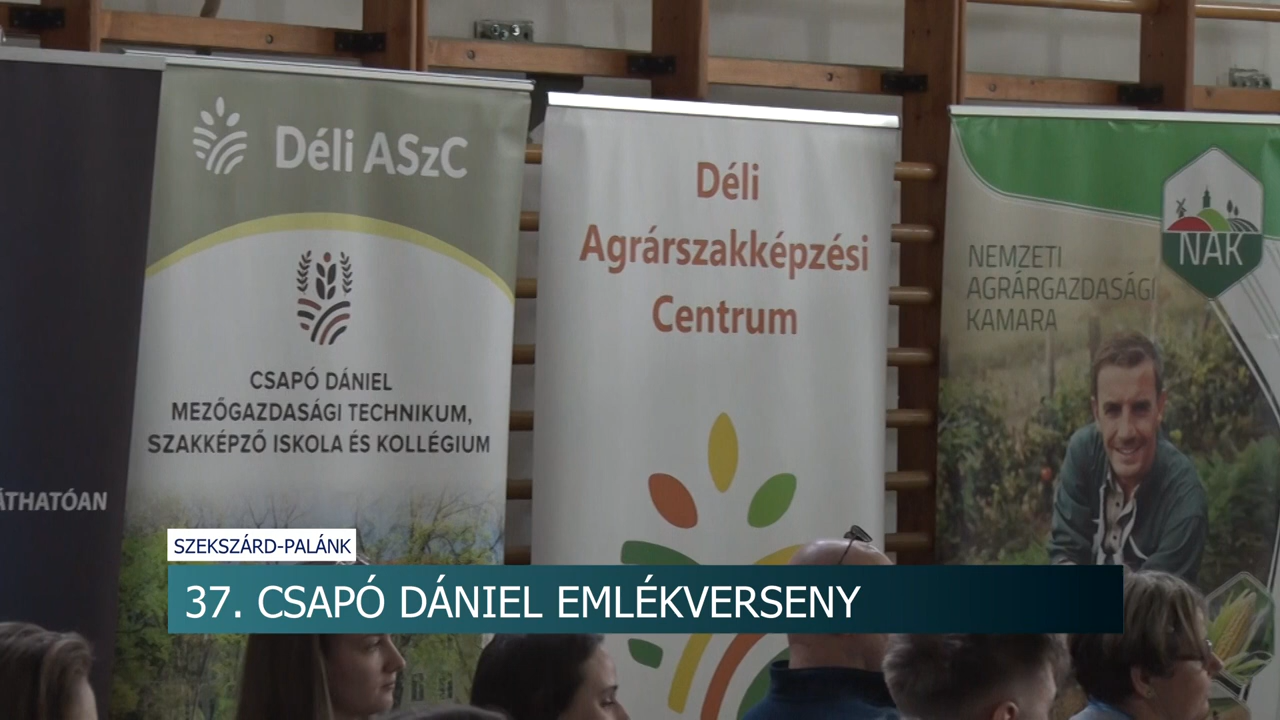 Déli ASzC
CSAPÓ DÁNIEL
MEZŐGAZDASÁGI TECHNIKUM,
SZAKKÉPZŐ ISKOLA ÉS KOLLÉGIUM
Déli
Agrárszakképzési
Centrum
NAK
NEMZETI
AGRÁRGAZDASÁGI
KAMARA
SZEKSZÁRD-PALÁNK
37. CSAPÓ DÁNIEL EMLÉKVERSENY